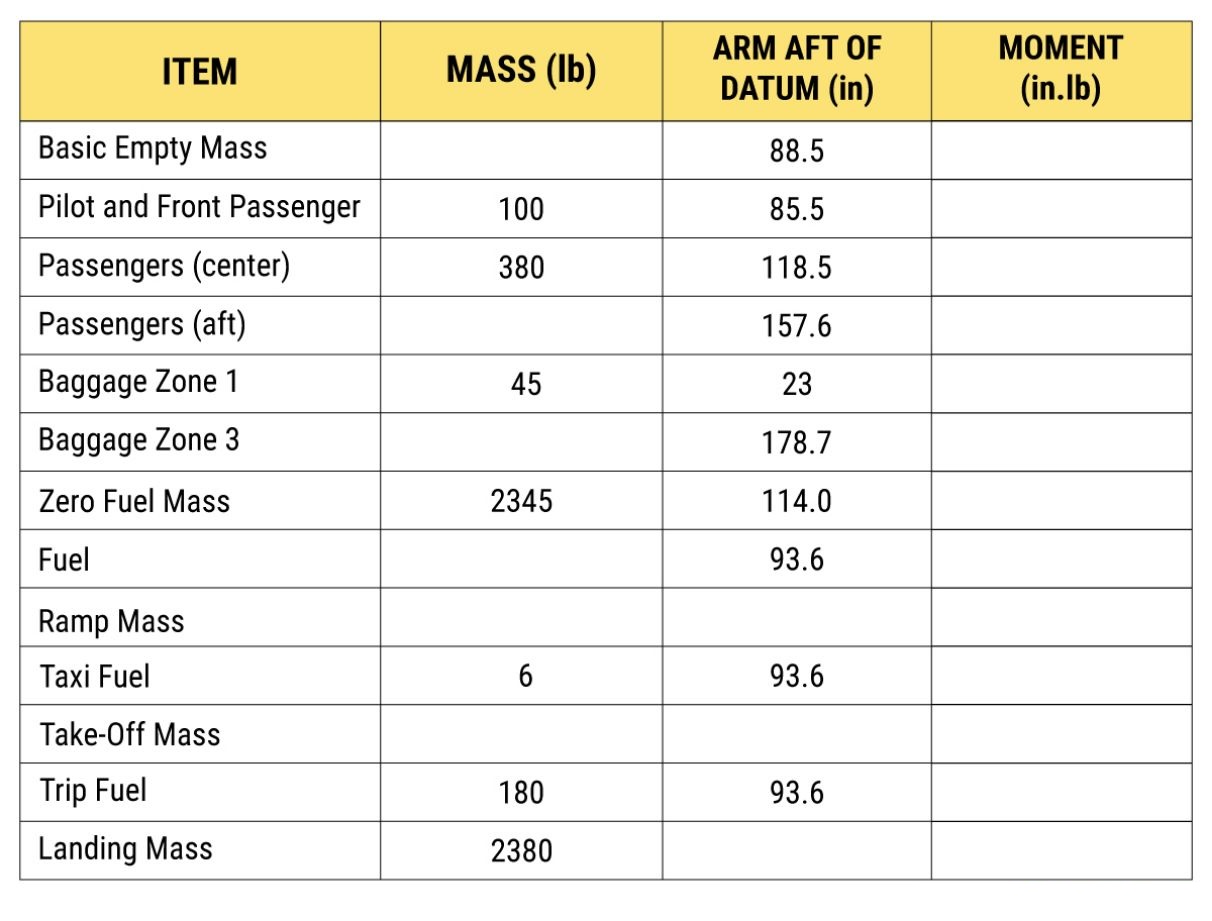 ITEM MASS (lb) ARM AFT OF DATUM (in) MOMENT (in.lb)
Basic Empty Mass 88.5
Pilot and Front Passenger 100 85.5
Passengers (center) 380 118.5
Passengers (aft) 157.6
Baggage Zone 1 45 23
Baggage Zone 3 178.7
Zero Fuel Mass 2345 114.0
Fuel 93.6
Ramp Mass
Taxi Fuel 6 93.6
Take-Off Mass
Trip Fuel 180 93.6
Landing Mass 2380